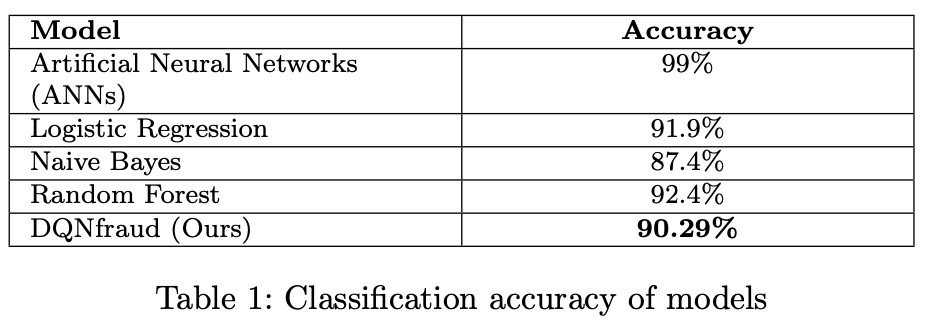 Model Accuracy
Artificial Neural Networks 99%
(ANNs)
Logistic Regression 91.9%
Naive Bayes 87.4%
Random Forest 92.4%
DQNfraud (Ours) 90.29%
Table 1: Classification accuracy of models